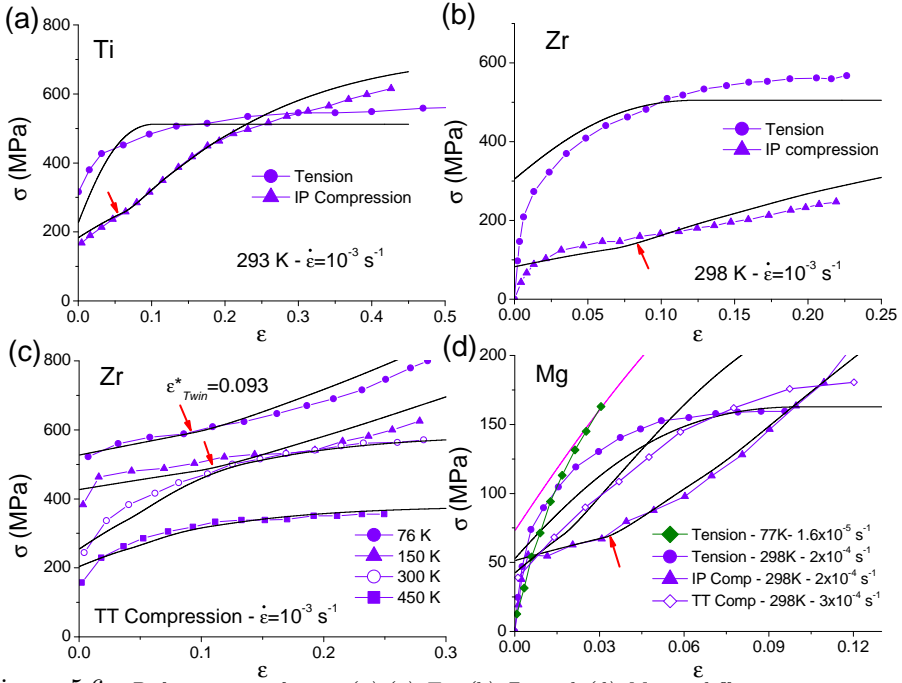 (a)
Ti
σ (MPa)
600
400
200
0
0.0
0.1
0.2
0.3
0.4
0.5
ε
Tension
IP Compression
293 K - ε̇=10⁻³ s⁻¹
(b)
Zr
σ (MPa)
600
400
200
0
0.00
0.05
0.10
0.15
0.20
0.25
ε
Tension
IP compression
298 K - ε̇=10⁻³ s⁻¹
(c)
Zr
ε*Twin=0.093
σ (MPa)
800
600
400
200
0
0.0
0.1
0.2
0.3
ε
76 K
150 K
300 K
450 K
TT Compression - ε̇=10⁻³ s⁻¹
(d)
Mg
σ (MPa)
200
150
100
50
0
0.00
0.03
0.06
0.09
0.12
ε
Tension - 77K- 1.6x10⁻⁵ s⁻¹
Tension - 298K - 2x10⁻⁴ s⁻¹
IP Comp - 298K - 2x10⁻⁴ s⁻¹
TT Comp - 298K - 3x10⁻⁴ s⁻¹